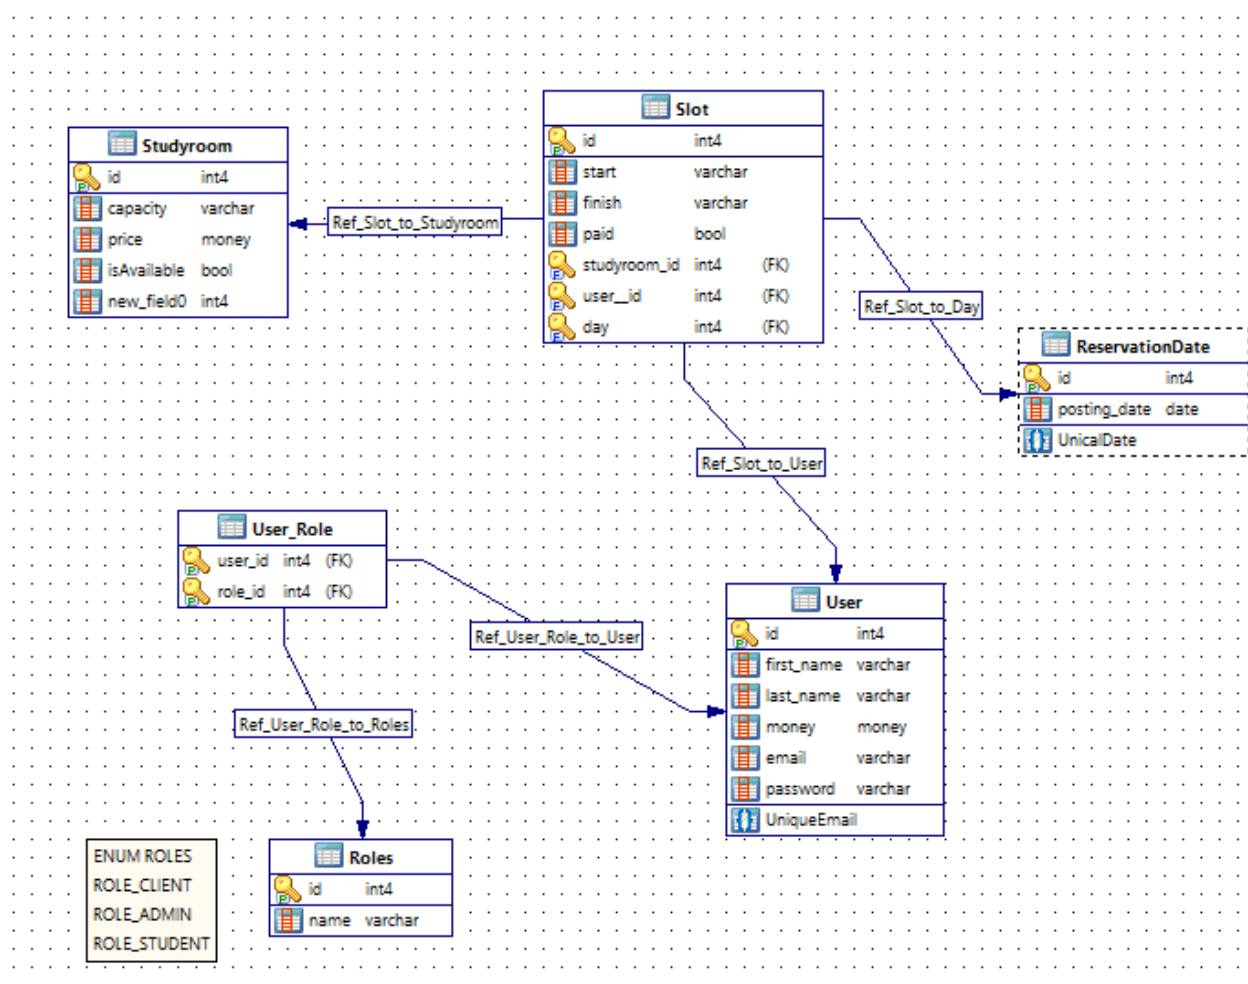 Slot
id int4
start varchar
finish varchar
paid bool
studyroom_id int4 (FK)
user__id int4 (FK)
day int4 (FK)
Studyroom
id int4
capacity varchar
price money
isAvailable bool
new_field0 int4
Ref_Slot_to_Studyroom
Ref_Slot_to_Day
ReservationDate
id int4
posting_date date
UnicalDate
Ref_Slot_to_User
User_Role
user_id int4 (FK)
role_id int4 (FK)
Ref_User_Role_to_User
User
id int4
first_name varchar
last_name varchar
money money
email varchar
password varchar
UniqueEmail
Ref_User_Role_to_Roles
Roles
id int4
name varchar
ENUM ROLES
ROLE_CLIENT
ROLE_ADMIN
ROLE_STUDENT